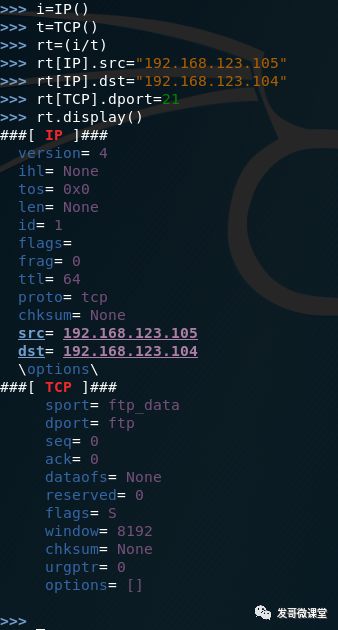 >>> i=IP()
>>> t=TCP()
>>> rt=(i/t)
>>> rt[IP].src="192.168.123.105"
>>> rt[IP].dst="192.168.123.104"
>>> rt[TCP].dport=21
>>> rt.display()
###[ IP ]###
  version= 4
  ihl= None
  tos= 0x0
  len= None
  id= 1
  flags=
  frag= 0
  ttl= 64
  proto= tcp
  chksum= None
  src= 192.168.123.105
  dst= 192.168.123.104
  \options\
###[ TCP ]###
     sport= ftp_data
     dport= ftp
     seq= 0
     ack= 0
     dataofs= None
     reserved= 0
     flags= S
     window= 8192
     chksum= None
     urgptr= 0
     options= []
发哥微课堂
>>>